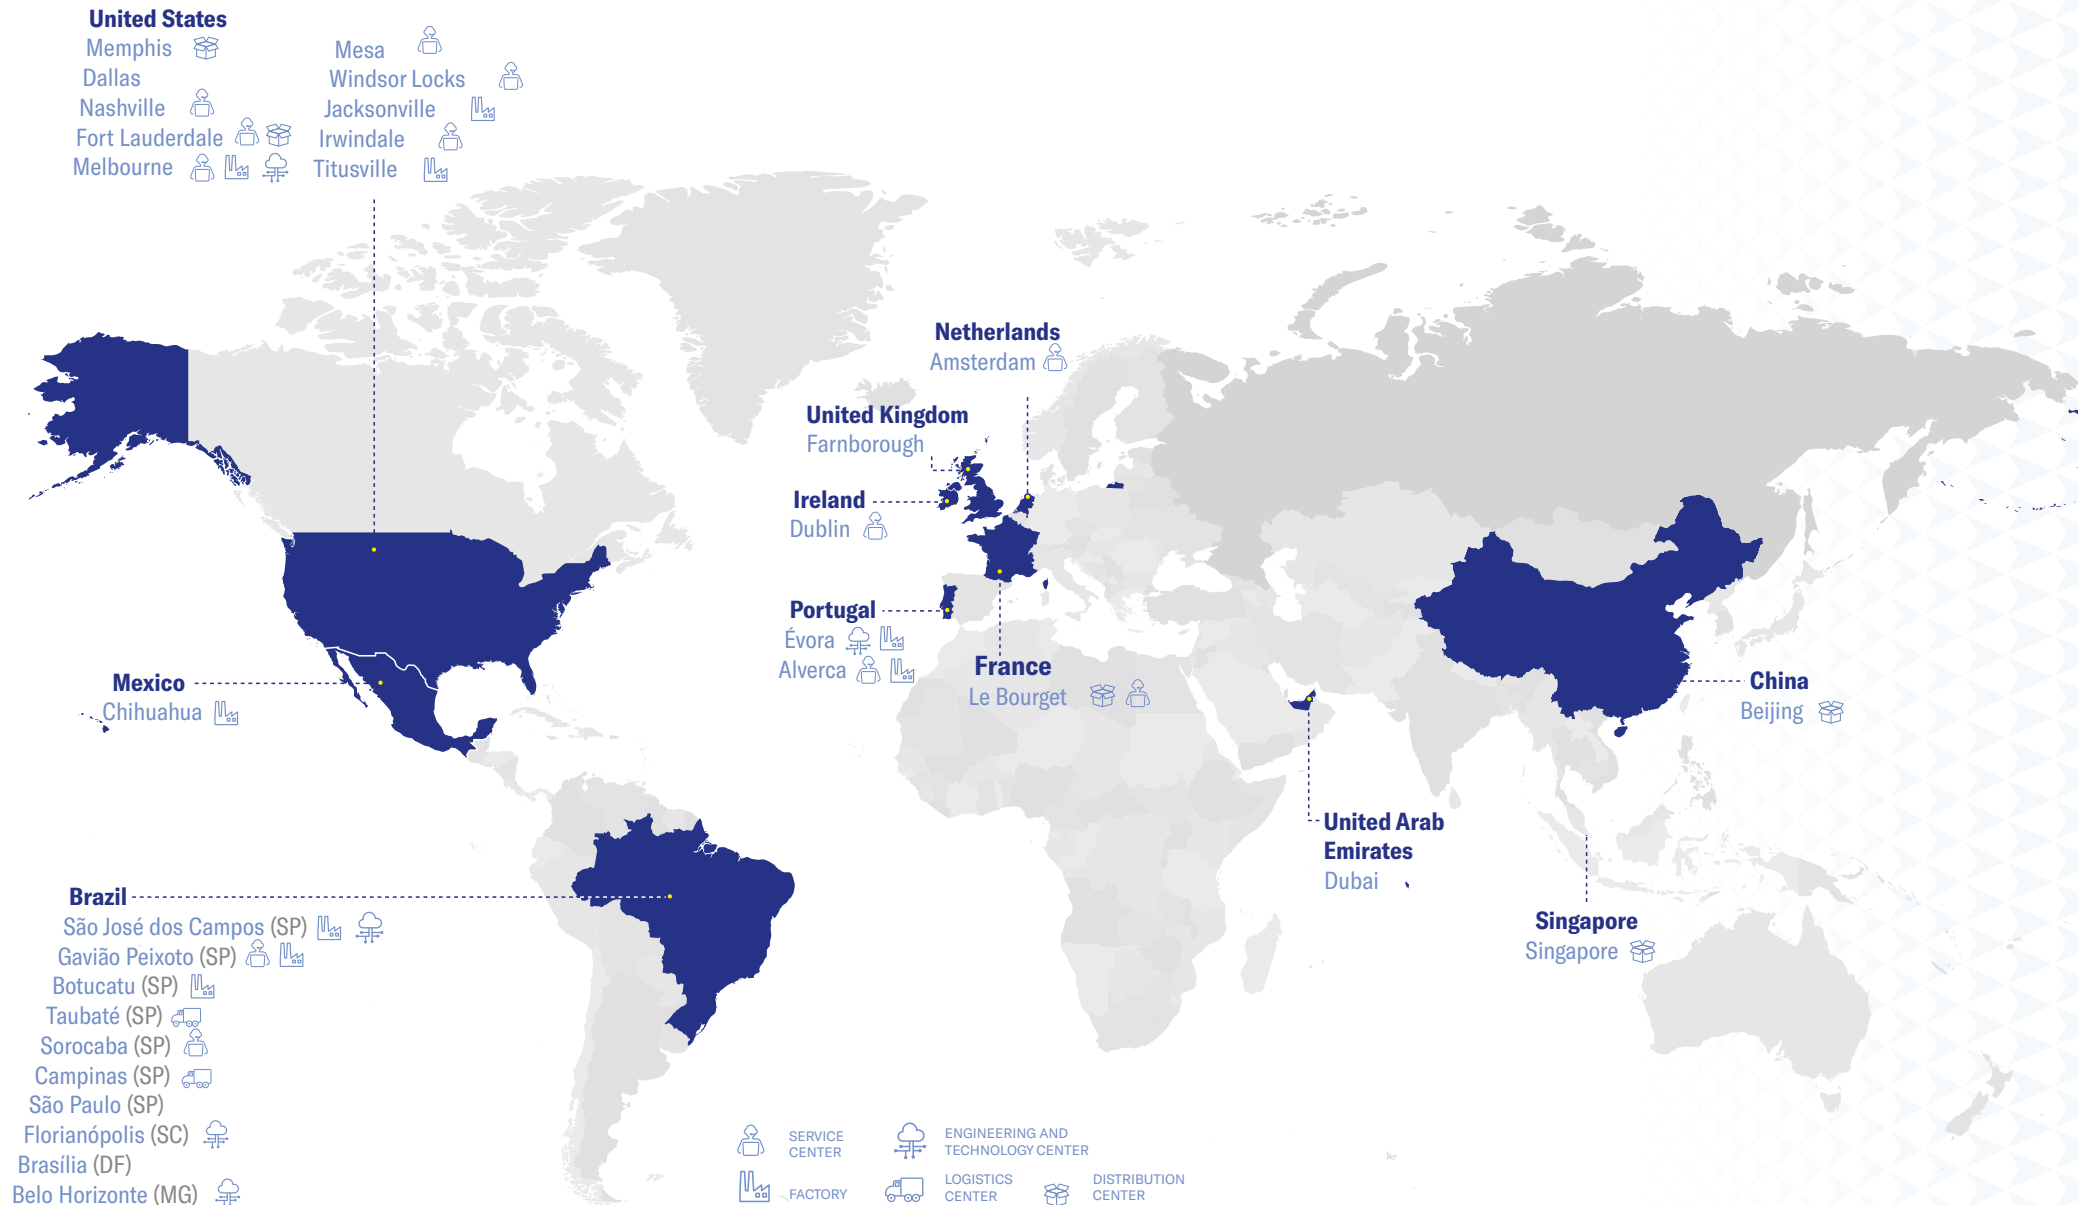 United States
Memphis
Dallas
Nashville
Fort Lauderdale
Melbourne
Mesa
Windsor Locks
Jacksonville
Irwindale
Titusville
Netherlands
Amsterdam
United Kingdom
Farnborough
Ireland
Dublin
Portugal
Évora
Alverca
France
Le Bourget
Mexico
Chihuahua
China
Beijing
United Arab
Emirates
Dubai
Singapore
Singapore
Brazil
São José dos Campos (SP)
Gavião Peixoto (SP)
Botucatu (SP)
Taubaté (SP)
Sorocaba (SP)
Campinas (SP)
São Paulo (SP)
Florianópolis (SC)
Brasília (DF)
Belo Horizonte (MG)
SERVICE
CENTER
ENGINEERING AND
TECHNOLOGY CENTER
FACTORY
LOGISTICS
CENTER
DISTRIBUTION
CENTER